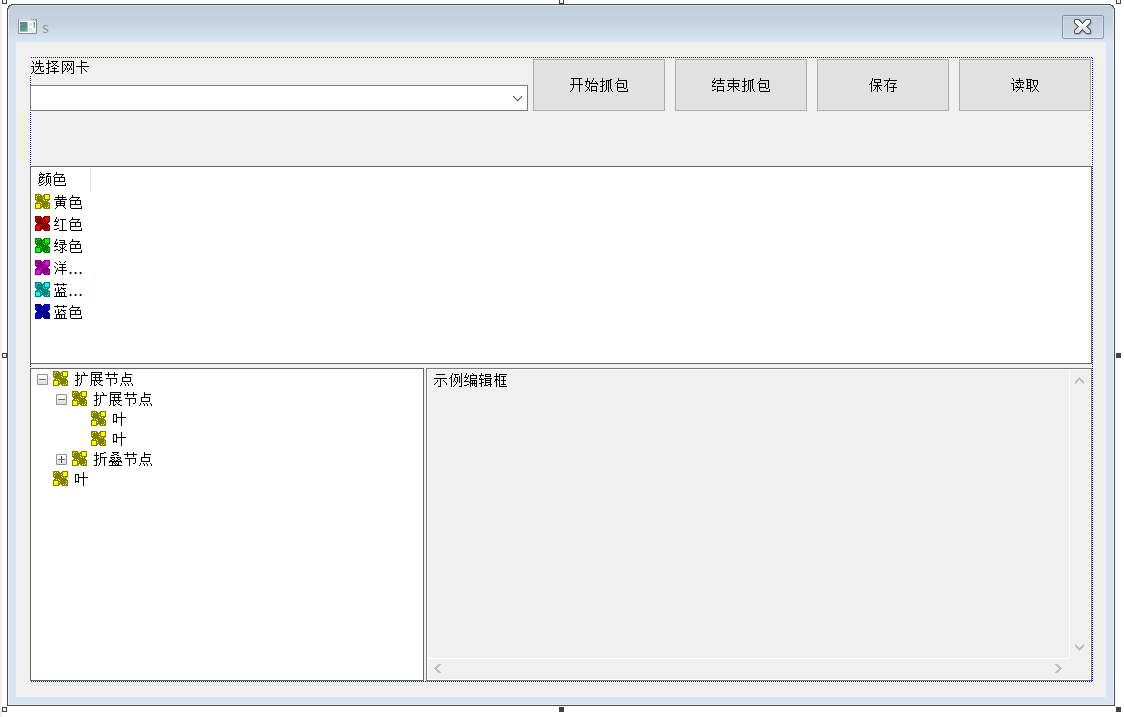 s
选择网卡
开始抓包 结束抓包 保存 读取
颜色
黄色
红色
绿色
洋...
蓝...
蓝色
扩展节点
扩展节点
叶
叶
折叠节点
叶
示例编辑框